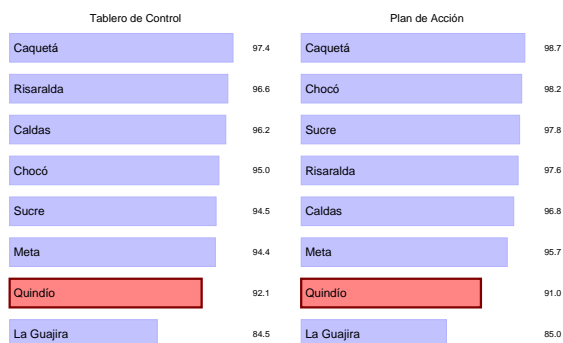 Tablero de Control
Caquetá 97.4
Risaralda 96.6
Caldas 96.2
Chocó 95.0
Sucre 94.5
Meta 94.4
Quindío 92.1
La Guajira 84.5
Plan de Acción
Caquetá 98.7
Chocó 98.2
Sucre 97.8
Risaralda 97.6
Caldas 96.8
Meta 95.7
Quindío 91.0
La Guajira 85.0